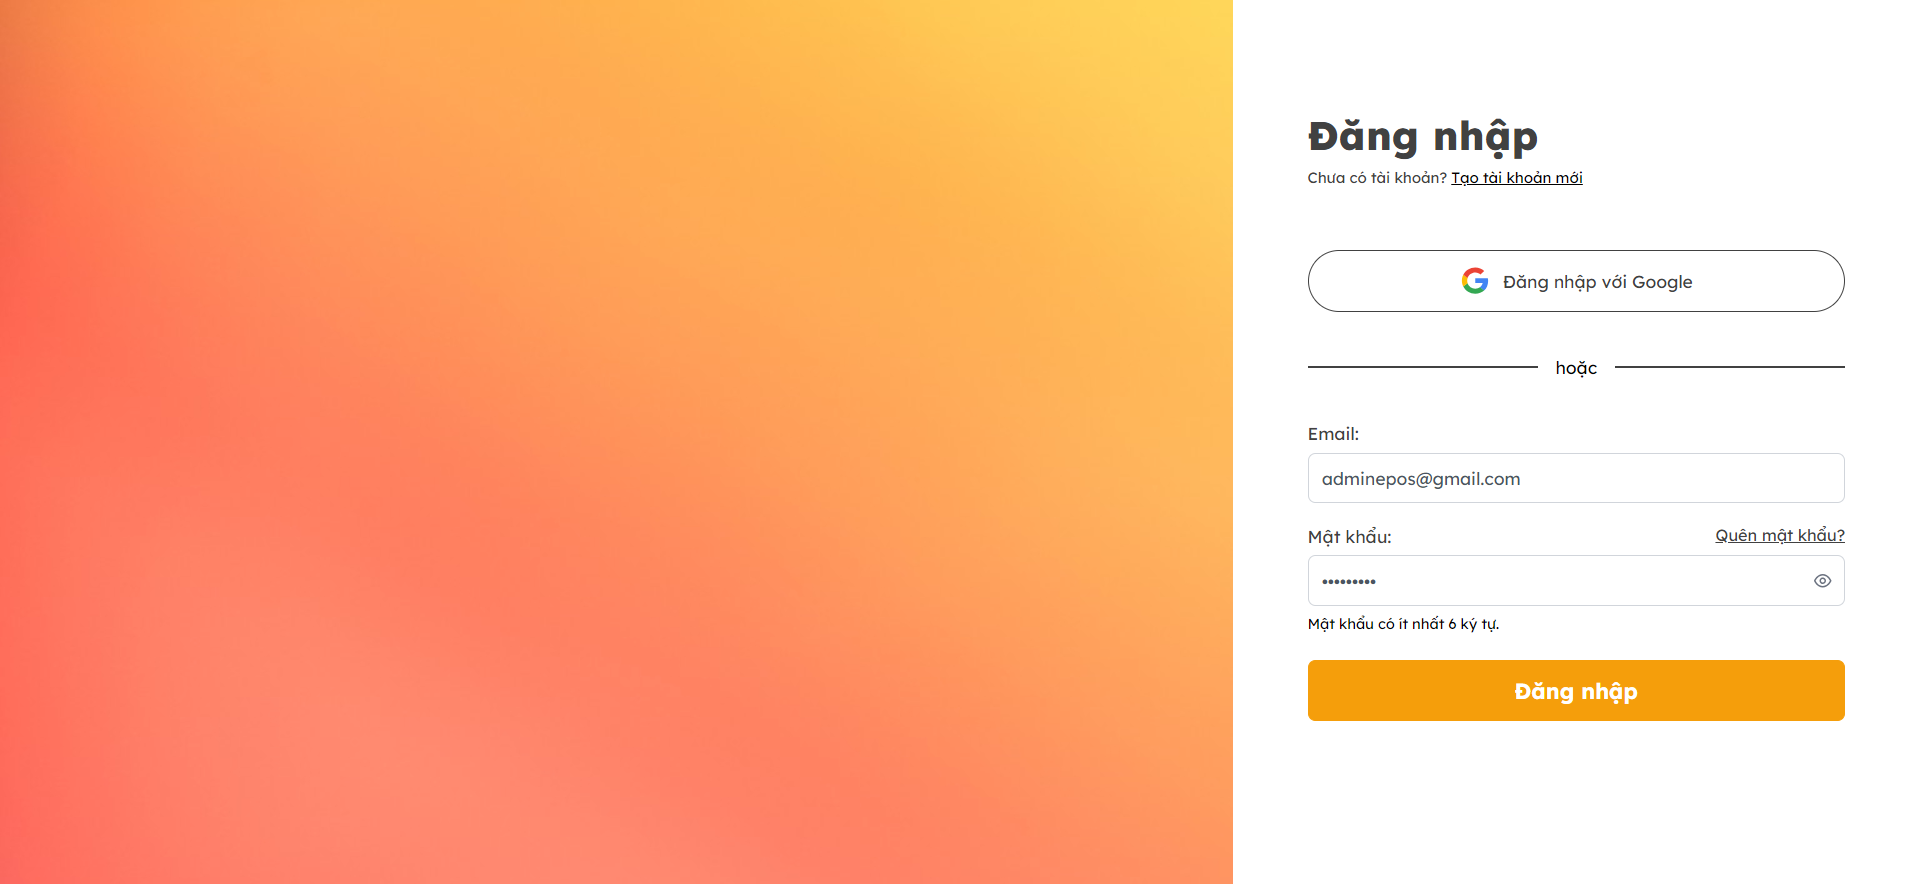 Đăng nhập
Chưa có tài khoản? Tạo tài khoản mới
Đăng nhập với Google
hoặc
Email:
adminepos@gmail.com
Mật khẩu: Quên mật khẩu?
•••••••••
Mật khẩu có ít nhất 6 ký tự.
Đăng nhập